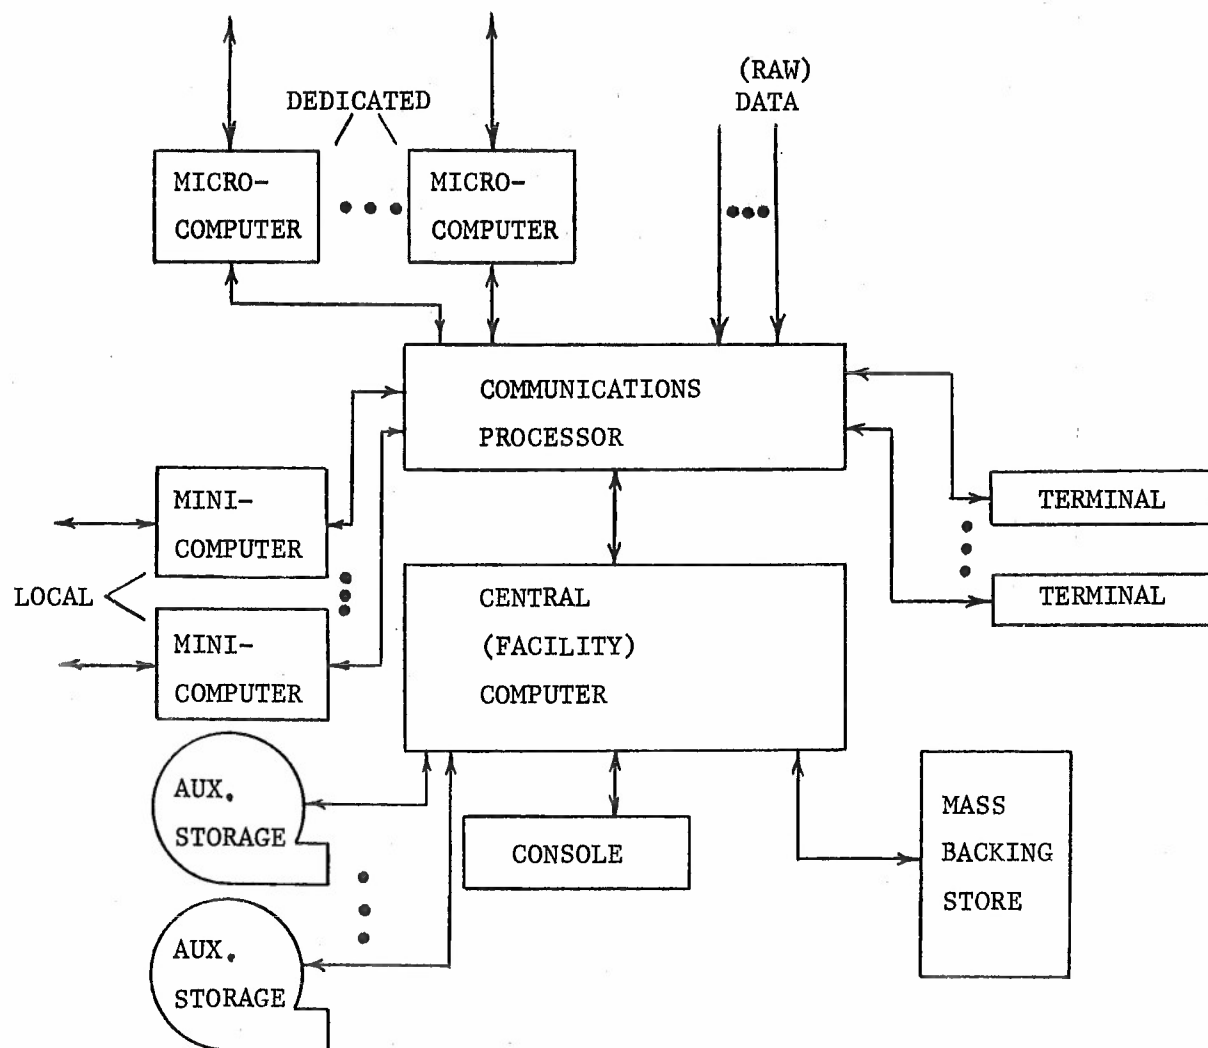 (RAW)
DATA
DEDICATED
MICRO-
COMPUTER
MICRO-
COMPUTER
COMMUNICATIONS
PROCESSOR
MINI-
COMPUTER
TERMINAL
LOCAL
TERMINAL
CENTRAL
(FACILITY)
COMPUTER
MINI-
COMPUTER
AUX.
STORAGE
CONSOLE
MASS
BACKING
STORE
AUX.
STORAGE